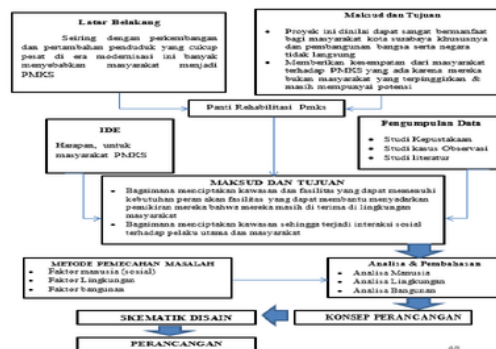 Latar Belakang
Seiring dengan perkembangan
dan pertambahan penduduk yang cukup
pesat di era modernisasi ini banyak
menyebabkan masyarakat menjadi
PMKS
Maksud dan Tujuan
• Proyek ini dinilai dapat sangat bermanfaat
bagi masyarakat kota surabaya khususnya
dan pembangunan bangsa serta negara
tidak langsung
• Memberikan kesempatan dari masyarakat
terhadap PMKS yang ada karena mereka
bukan masyarakat yang terpinggirkan &
masih mempunyai potensi
Panti Rehabilitasi Pmks
IDE
Harapan, untuk
masyarakat PMKS
Pengumpulan Data
• Studi Kepustakaan
• Studi kasus Observasi
• Studi literatur
MAKSUD DAN TUJUAN
• Bagaimana menciptakan kawasan dan fasilitas yang dapat memenuhi
kebutuhan peran akan fasilitas yang dapat membantu menyadarkan
pemikiran mereka bahwa mereka masih di terima di lingkungan
masyarakat
• Bagaimana menciptakan kawasan sehingga terjadi interaksi sosial
terhadap pelaku utama dan masyarakat
METODE PEMECAHAN MASALAH
• Faktor manusia (sosial)
• Faktor Lingkungan
• Faktor bangunan
Analisa & Pembahasan
• Analisa Manusia
• Analisa Lingkungan
• Analisa Bangunan
SKEMATIK DISAIN
KONSEP PERANCANGAN
PERANCANGAN